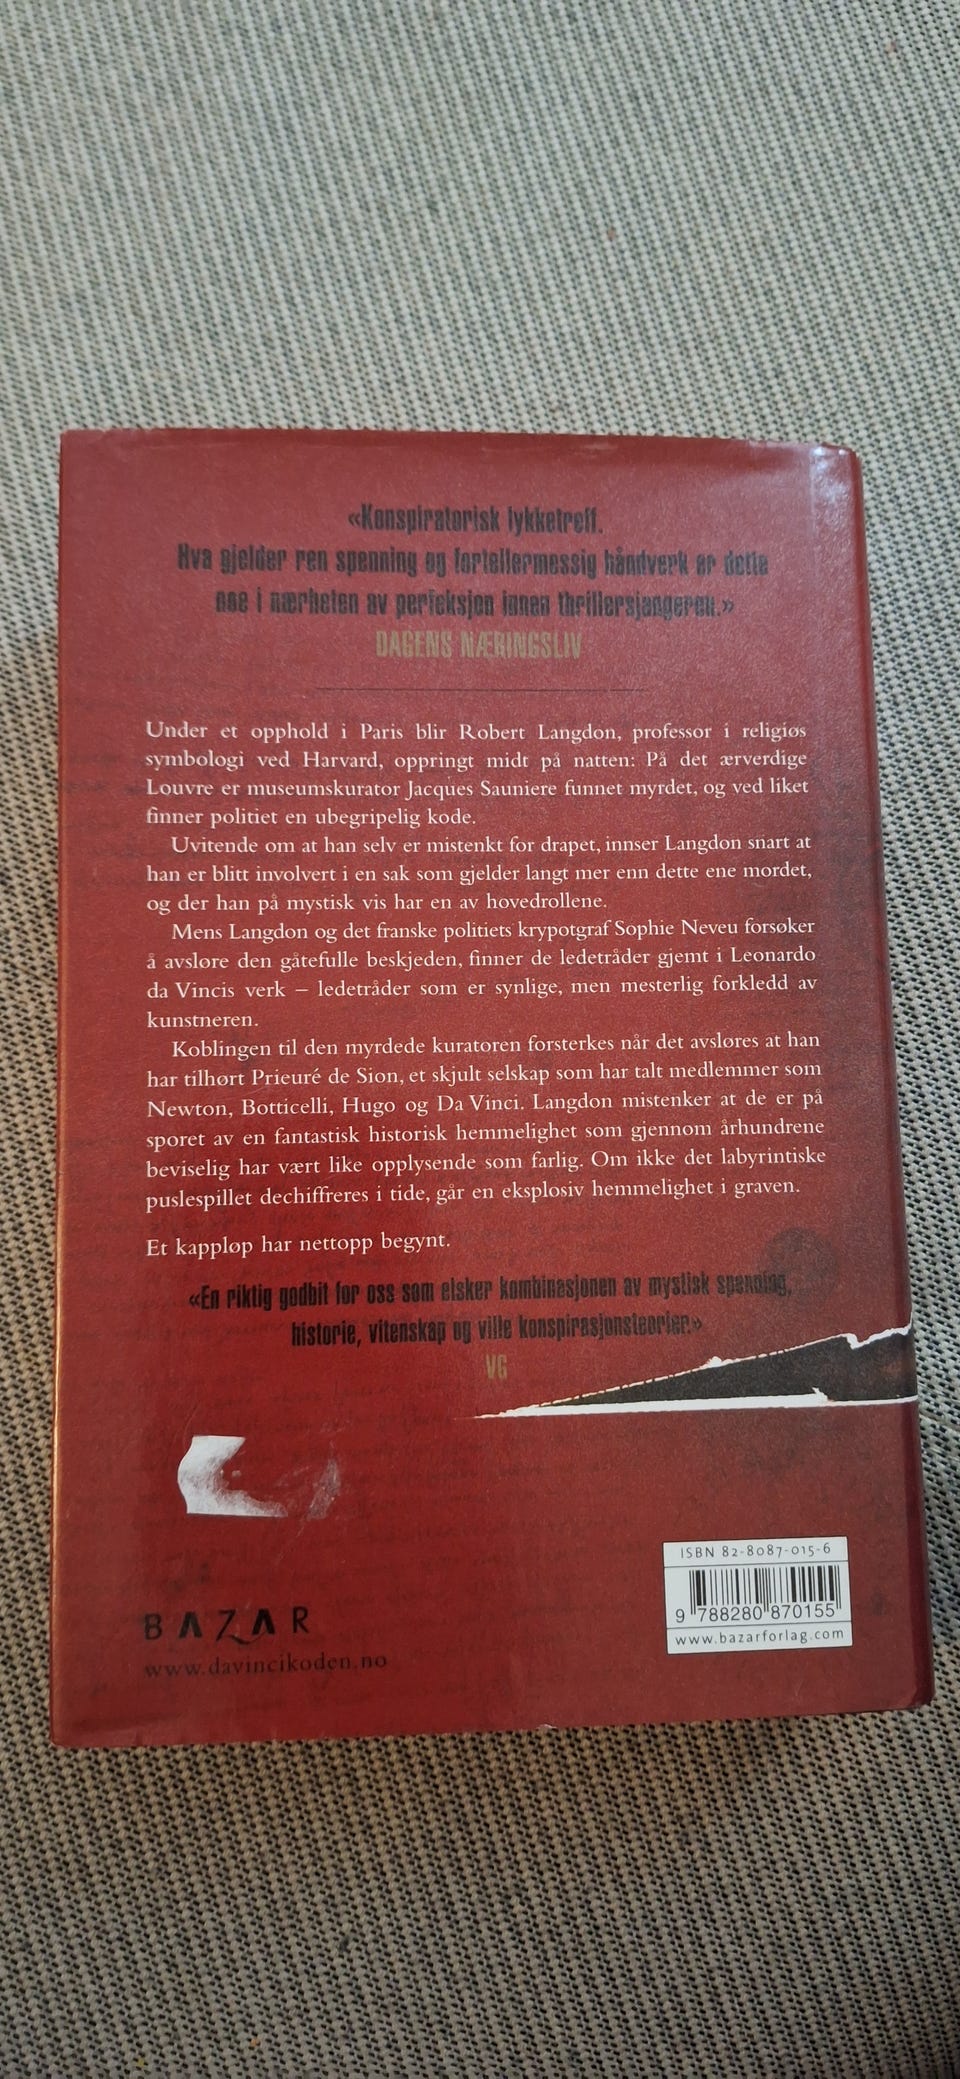 «Konspiratorisk lykketreff.
Hva gjelder ren spenning og fortellermessig håndverk er dette
noe i nærheten av perfeksjon innen thrillersjangeren.»
DAGENS NÆRINGSLIV
Under et opphold i Paris blir Robert Langdon, professor i religiøs
symbologi ved Harvard, oppringt midt på natten: På det ærverdige
Louvre er museumskurator Jacques Sauniere funnet myrdet, og ved liket
finner politiet en ubegripelig kode.
Uvitende om at han selv er mistenkt for drapet, innser Langdon snart at
han er blitt involvert i en sak som gjelder langt mer enn dette ene mordet,
og der han på mystisk vis har en av hovedrollene.
Mens Langdon og det franske politiets krypotgraf Sophie Neveu forsøker
å avsløre den gåtefulle beskjeden, finner de ledetråder gjemt i Leonardo
da Vincis verk – ledetråder som er synlige, men mesterlig forkledd av
kunstneren.
Koblingen til den myrdede kuratoren forsterkes når det avsløres at han
har tilhørt Prieuré de Sion, et skjult selskap som har talt medlemmer som
Newton, Botticelli, Hugo og Da Vinci. Langdon mistenker at de er på
sporet av en fantastisk historisk hemmelighet som gjennom århundrene
beviselig har vært like opplysende som farlig. Om ikke det labyrintiske
puslespillet dechiffreres i tide, går en eksplosiv hemmelighet i graven.
Et kappløp har nettopp begynt.
«En riktig godbit for oss som elsker kombinasjonen av mystisk spenning,
historie, vitenskap og ville konspirasjonsteorier.»
VG
ISBN 82-8087-015-6
9 788280 870155
www.bazarforlag.com
BAZAR
www.davincikoden.no